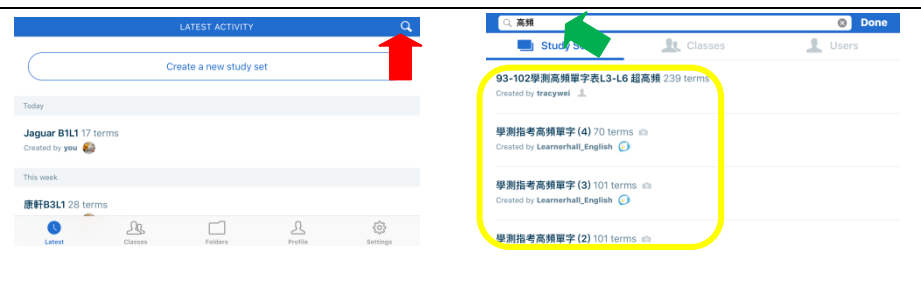 LATEST ACTIVITY
Create a new study set
Today
Jaguar B1L1 17 terms
Created by you
This week
康軒B3L1 28 terms
Latest
Classes
Folders
Profile
Settings
高頻
Done
Study
Classes
Users
93-102學測高頻單字表L3-L6 超高頻 239 terms
Created by tracywei
學測指考高頻單字 (4) 70 terms
Created by Learnerhall_English
學測指考高頻單字 (3) 101 terms
Created by Learnerhall_English
學測指考高頻單字 (2) 101 terms